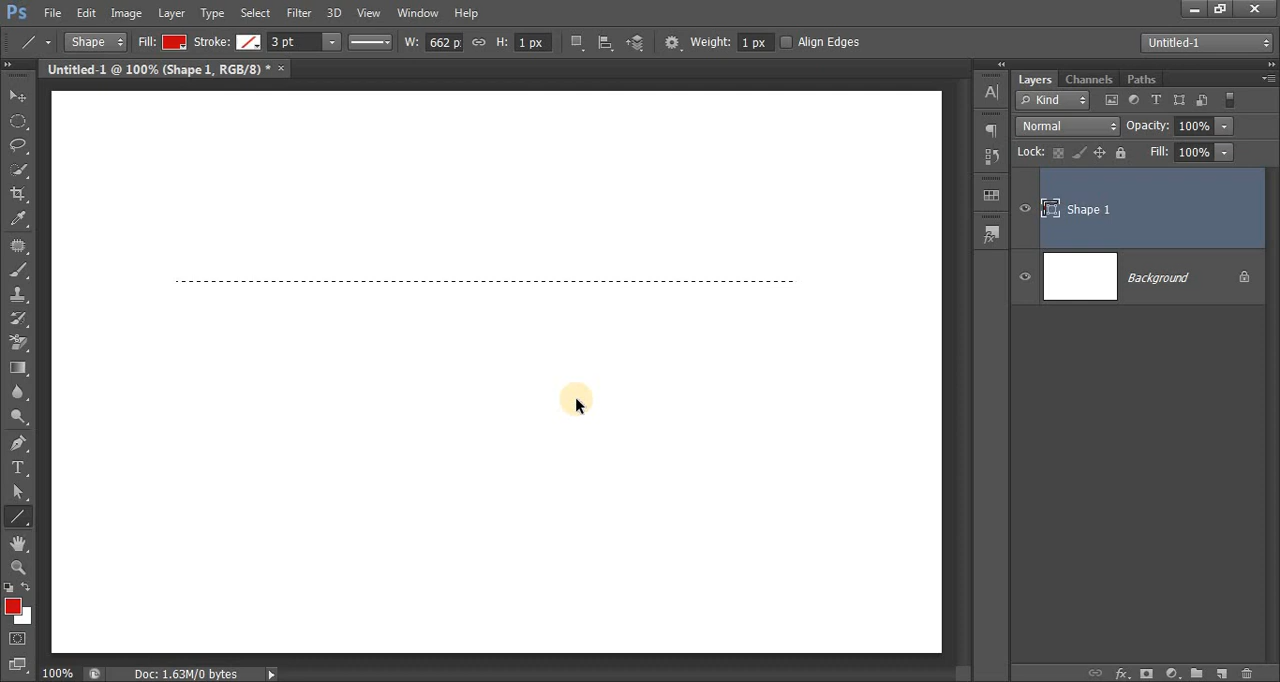 Ps File Edit Image Layer Type Select Filter 3D View Window Help
Shape Fill: Stroke: 3 pt W: 662 p: H: 1 px Weight: 1 px Align Edges Untitled-1
Untitled-1 @ 100% (Shape 1, RGB/8) * ×
Layers Channels Paths
Kind
Normal Opacity: 100%
Lock: Fill: 100%
Shape 1
Background
100% Doc: 1.63M/0 bytes